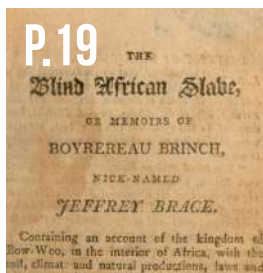 P.19
THE
Blind African Slave,
OR MEMOIRS OF
BOYREREAU BRINCH,
NICK-NAMED
JEFFREY BRACE.
Containing an account of the kingdom of
Bow-Woo, in the interior of Africa, with the
soil, climate and natural productions, laws and